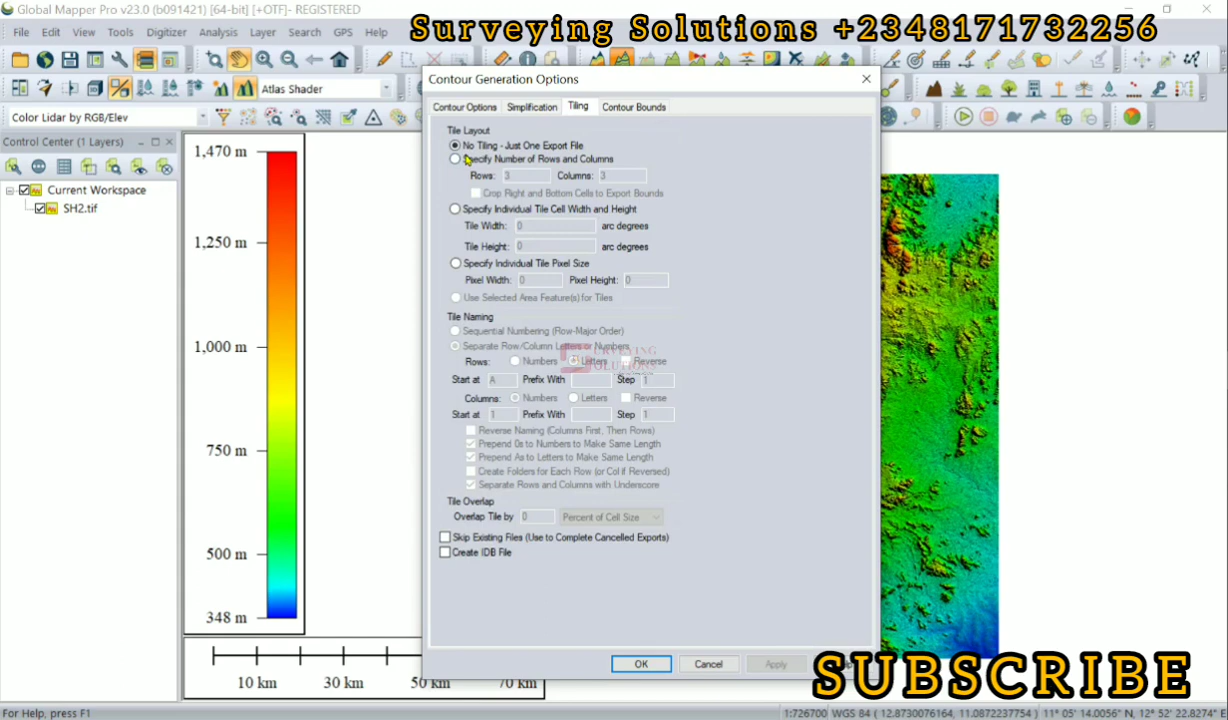 Global Mapper Pro v23.0 (b091421) [64-bit] [+OTF]- REGISTERED
File Edit View Tools Digitizer Analysis Layer Search GPS Help
Surveying Solutions +2348171732256
Atlas Shader
Color Lidar by RGB/Elev
Control Center (1 Layers)
Current Workspace
SH2.tif
1,470 m
1,250 m
1,000 m
750 m
500 m
348 m
10 km 30 km 50 km 70 km
Contour Generation Options
Contour Options Simplification Tiling Contour Bounds
Tile Layout
No Tiling - Just One Export File
Specify Number of Rows and Columns
Rows: 3 Columns: 3
Crop Right and Bottom Cells to Export Bounds
Specify Individual Tile Cell Width and Height
Tile Width: 0 arc degrees
Tile Height: 0 arc degrees
Specify Individual Tile Pixel Size
Pixel Width: 0 Pixel Height: 0
Use Selected Area Feature(s) for Tiles
Tile Naming
Sequential Numbering (Row-Major Order)
Separate Row/Column Letters or Numbers
Rows: Numbers Letters Reverse
Start at A Prefix With Step 1
Columns: Numbers Letters Reverse
Start at 1 Prefix With Step 1
Reverse Naming (Columns First, Then Rows)
Prepend 0s to Numbers to Make Same Length
Prepend As to Letters to Make Same Length
Create Folders for Each Row (or Col if Reversed)
Separate Rows and Columns with Underscore
Tile Overlap
Overlap Tile by 0 Percent of Cell Size
Skip Existing Files (Use to Complete Cancelled Exports)
Create IDB File
OK Cancel Apply
SURVEYING
SOLUTIONS
SUBSCRIBE
For Help, press F1
1:726700 WGS 84 ( 12.8730076164, 11.0872237754 ) 11° 05' 14.0056" N, 12° 52' 22.8274" E